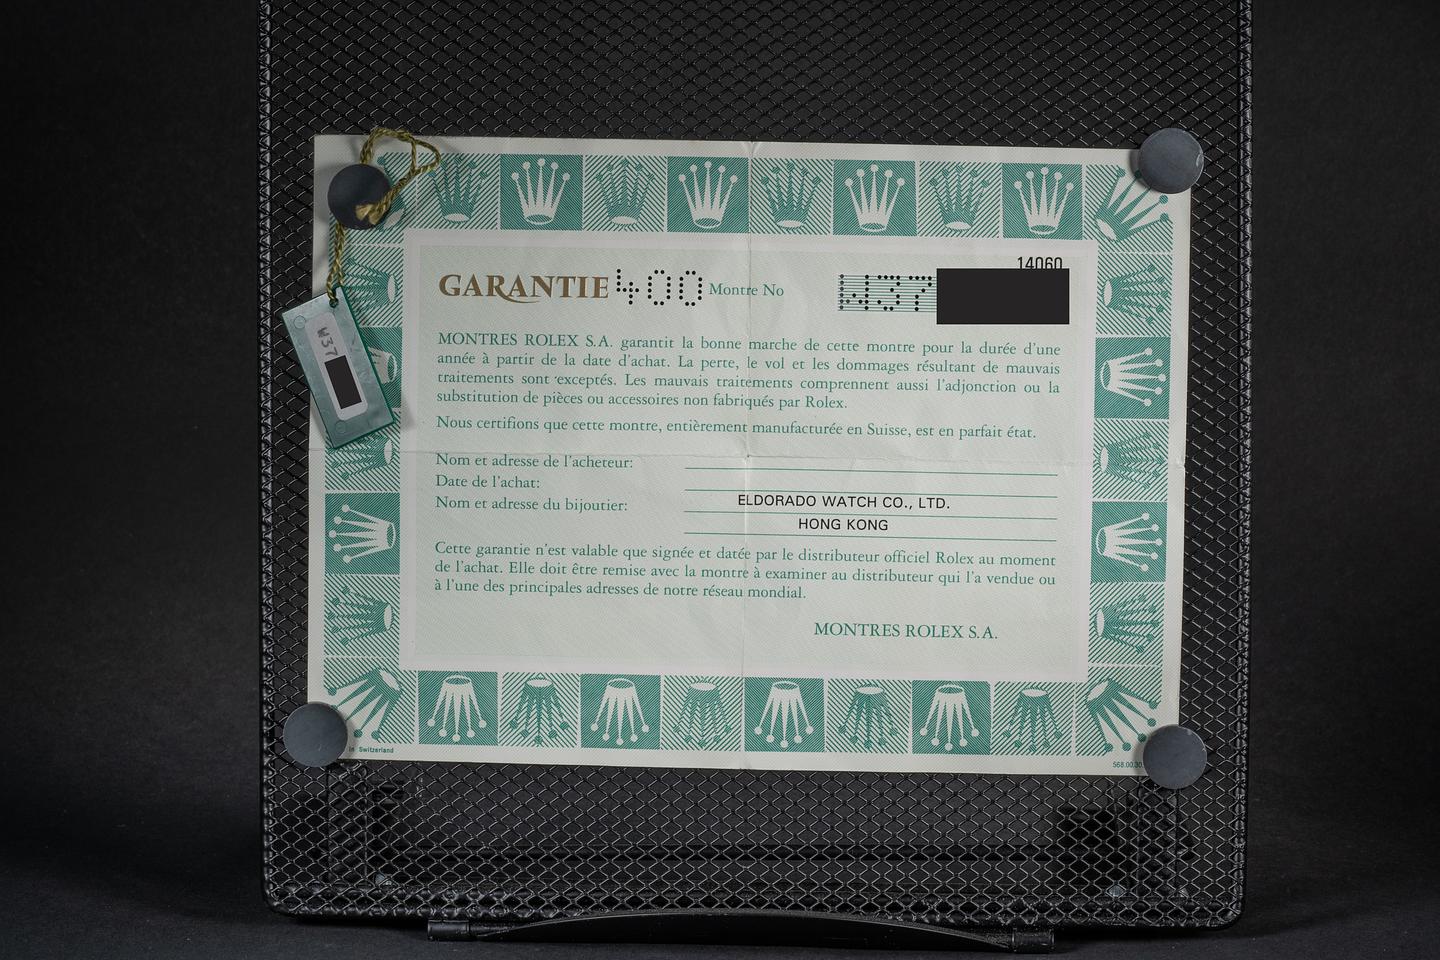 14060
GARANTIE 400 Montre No W37
W37
MONTRES ROLEX S.A. garantit la bonne marche de cette montre pour la durée d'une
année à partir de la date d'achat. La perte, le vol et les dommages résultant de mauvais
traitements sont exceptés. Les mauvais traitements comprennent aussi l'adjonction ou la
substitution de pièces ou accessoires non fabriqués par Rolex.
Nous certifions que cette montre, entièrement manufacturée en Suisse, est en parfait état.
Nom et adresse de l'acheteur:
Date de l'achat:
Nom et adresse du bijoutier: ELDORADO WATCH CO., LTD.
HONG KONG
Cette garantie n'est valable que signée et datée par le distributeur officiel Rolex au moment
de l'achat. Elle doit être remise avec la montre à examiner au distributeur qui l'a vendue ou
à l'une des principales adresses de notre réseau mondial.
MONTRES ROLEX S.A.
in Switzerland
568.00.30